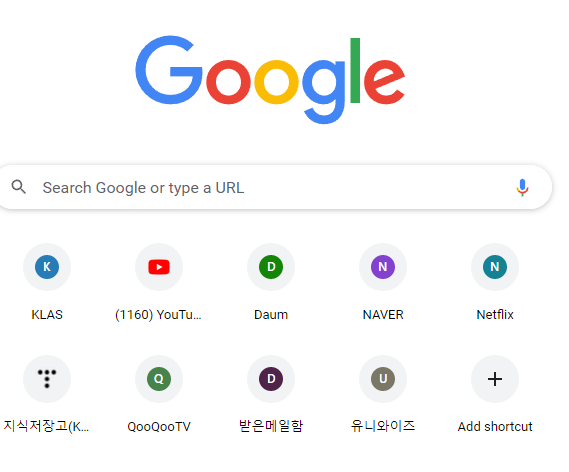 Google
Search Google or type a URL
K
D
N
N
KLAS
(1160) YouTu...
Daum
NAVER
Netflix
Q
D
U
지식저장고(K...
QooQooTV
받은메일함
유니와이즈
Add shortcut